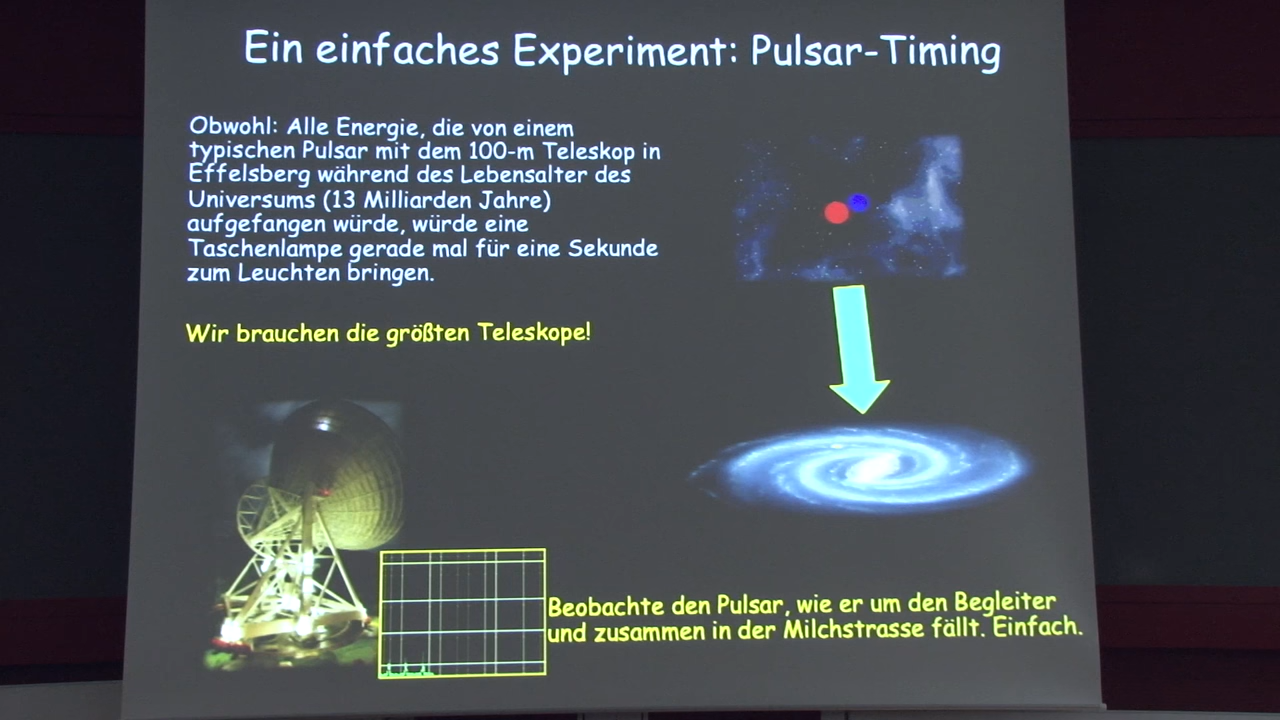 Ein einfaches Experiment: Pulsar-Timing
Obwohl: Alle Energie, die von einem
typischen Pulsar mit dem 100-m Teleskop in
Effelsberg während des Lebensalter des
Universums (13 Milliarden Jahre)
aufgefangen würde, würde eine
Taschenlampe gerade mal für eine Sekunde
zum Leuchten bringen.
Wir brauchen die größten Teleskope!
Beobachte den Pulsar, wie er um den Begleiter
und zusammen in der Milchstrasse fällt. Einfach.